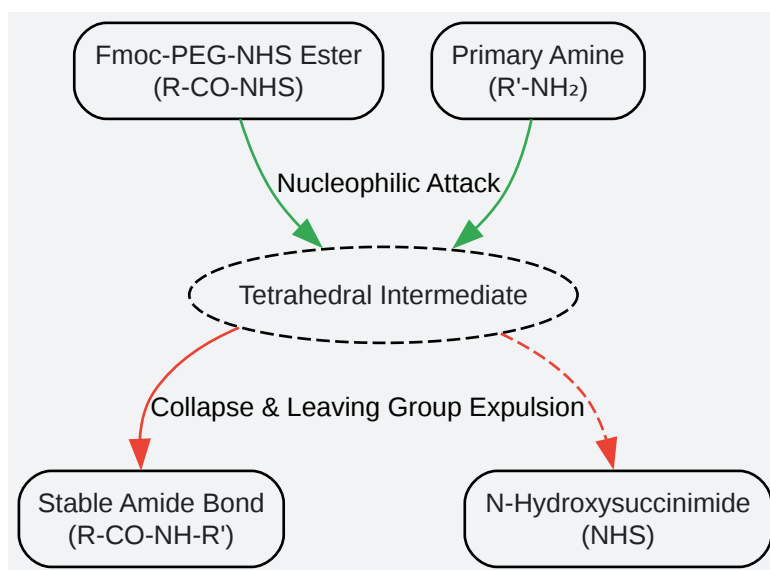 Fmoc-PEG-NHS Ester
(R-CO-NHS)
Primary Amine
(R'-NH₂)
Nucleophilic Attack
Tetrahedral Intermediate
Collapse & Leaving Group Expulsion
Stable Amide Bond
(R-CO-NH-R')
N-Hydroxysuccinimide
(NHS)